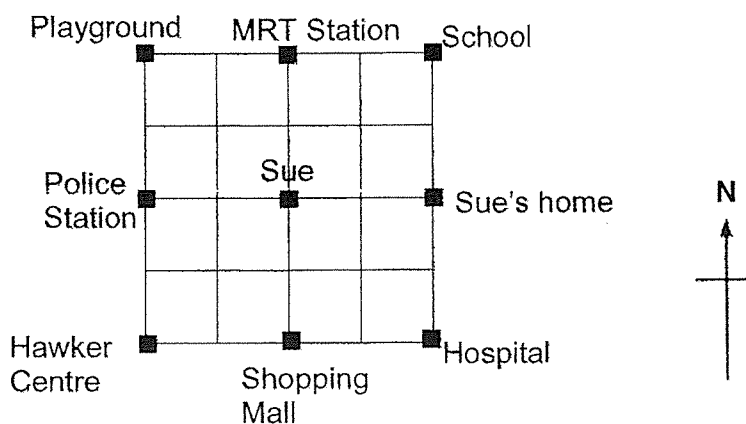 Playground
MRT Station
School
Police
Station
Sue
Sue's home
N
Hawker
Centre
Shopping
Mall
Hospital